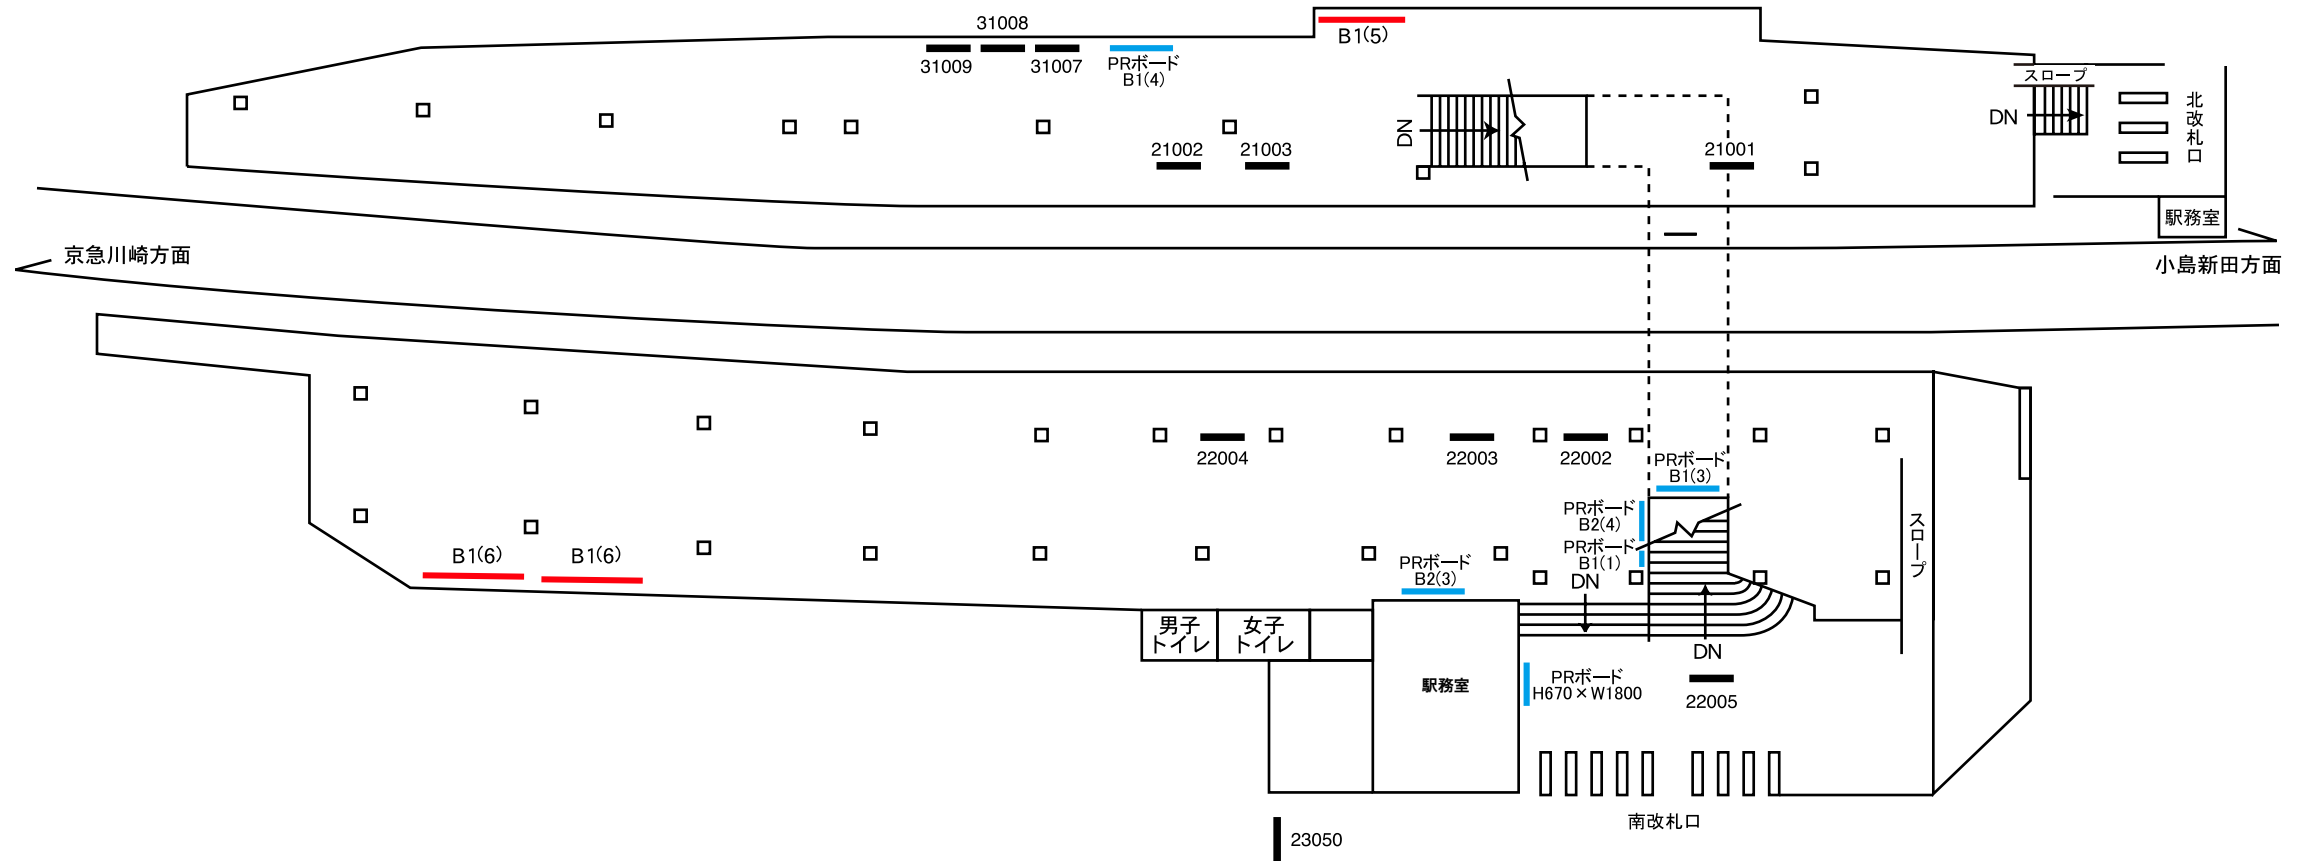 31008
31009
31007
PRボード
B1(4)
B1(5)
21002
21003
DN
21001
スロープ
DN
北改札口
駅務室
京急川崎方面
小島新田方面
22004
22003
22002
PRボード
B1(3)
PRボード
B2(4)
PRボード
B1(1)
DN
スロープ
B1(6)
B1(6)
PRボード
B2(3)
男子
トイレ
女子
トイレ
駅務室
DN
PRボード
H670×W1800
22005
南改札口
23050